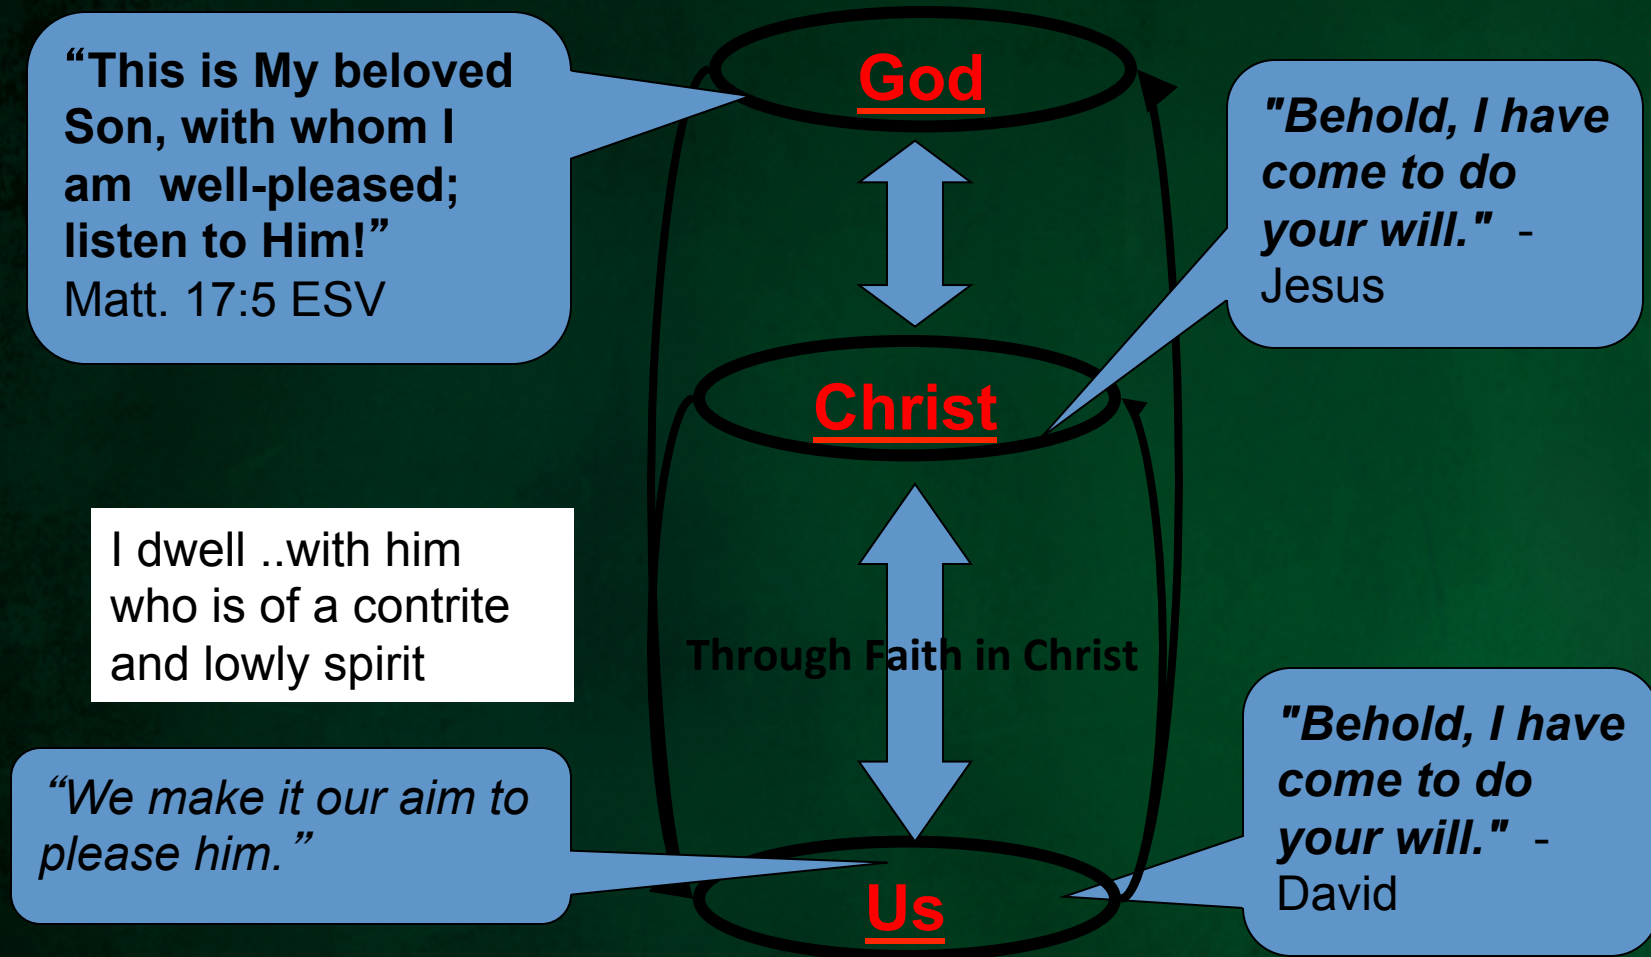 “This is My beloved
Son, with whom I
am  well-pleased;
listen to Him!”
Matt. 17:5 ESV
God
"Behold, I have
come to do
your will."  -
Jesus
Christ
I dwell ..with him
who is of a contrite
and lowly spirit
Through Faith in Christ
“We make it our aim to
please him.”
Us
"Behold, I have
come to do
your will."  -
David